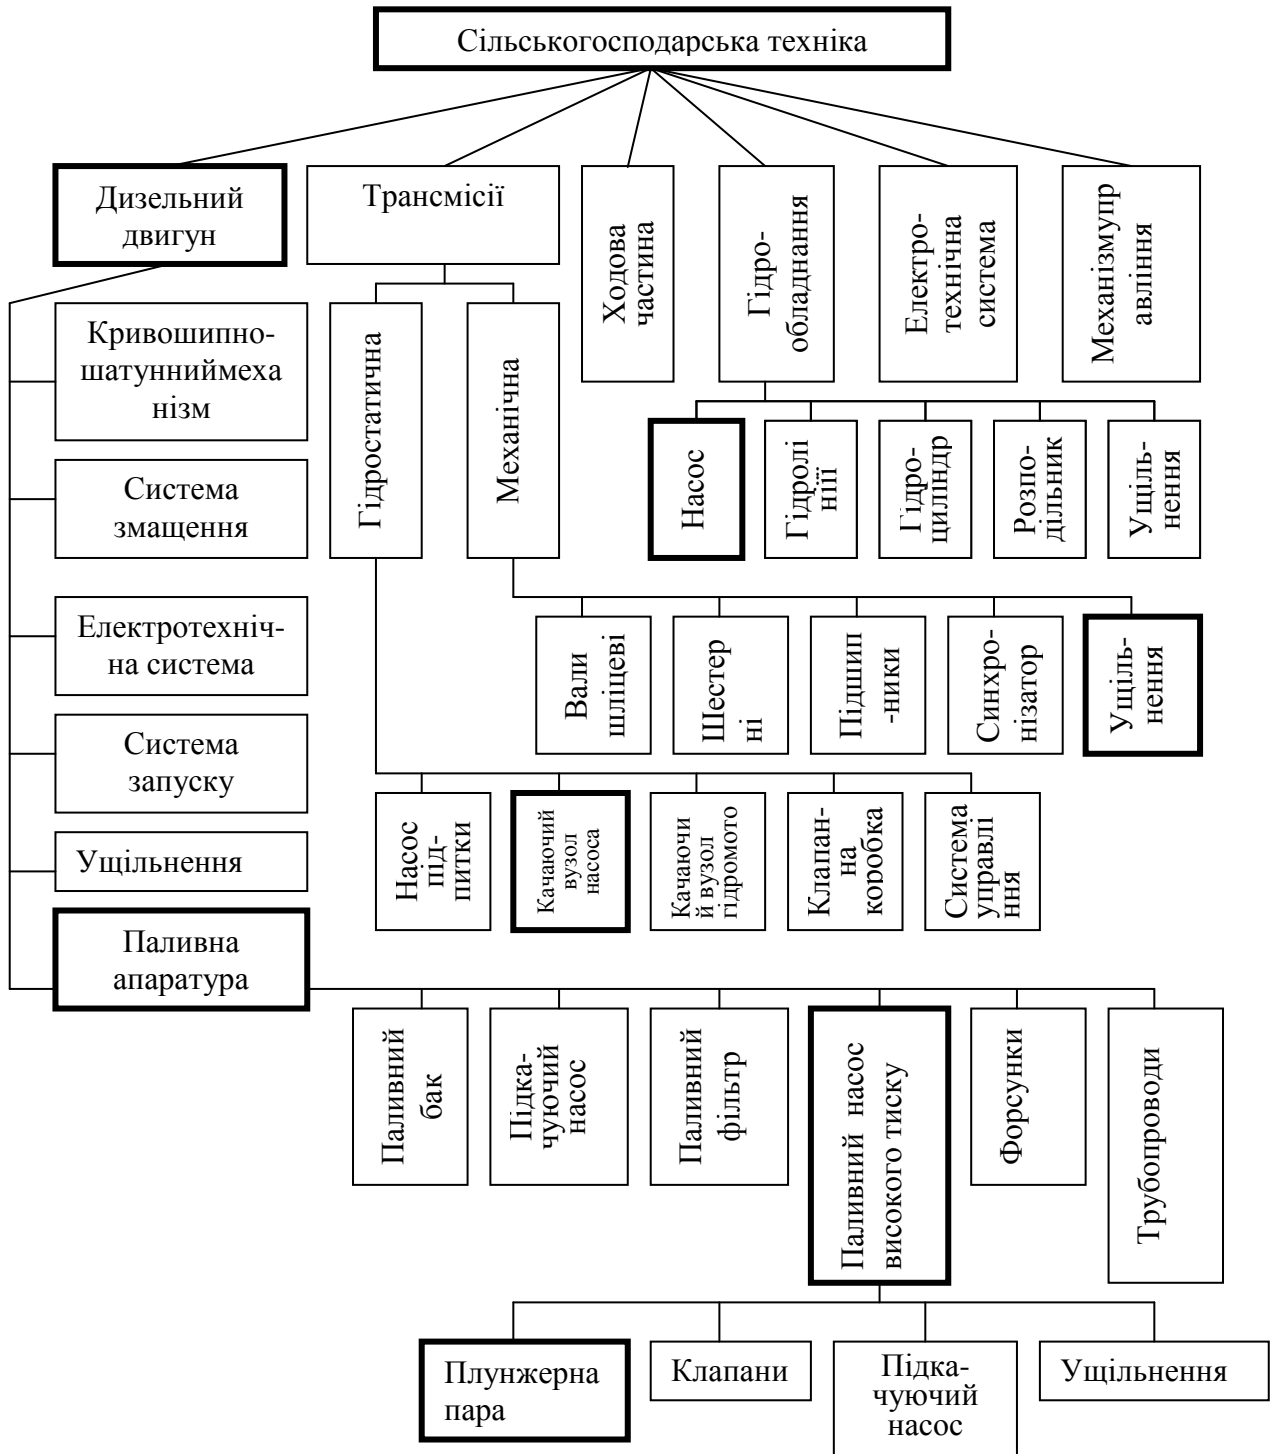 Сільськогосподарська техніка
Дизельний
двигун
Трансмісії
Ходова
частина
Гідро-
обладнання
Електро-
технічна
система
Механізмупр
авління
Кривошипно-
шатунниймеха
нізм
Система
змащення
Електротехніч-
на система
Система
запуску
Ущільнення
Паливна
апаратура
Гідростатична
Механічна
Насос
Гідролі
нії
Гідро-
циліндр
Розпо-
дільник
Ущіль-
нення
Вали
шліцеві
Шестер
ні
Підшип
-ники
Синхро-
нізатор
Ущіль-
нення
Насос
під-
питки
Качаючий
вузол
насоса
Качаючи
й вузол
гідромото
Клапан-
на
коробка
Система
управлі
ння
Паливний
бак
Підка-
чуючий
насос
Паливний
фільтр
Паливний насос
високого тиску
Форсунки
Трубопроводи
Плунжерна
пара
Клапани
Підка-
чуючий
насос
Ущільнення